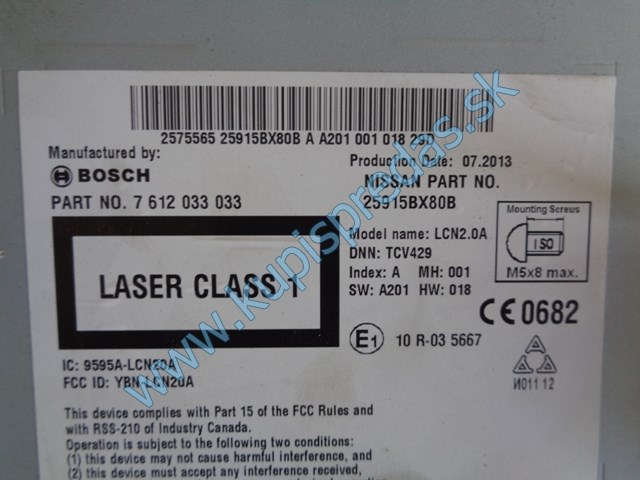 2575565 25915BX80B A A201 001 018 29D
Manufactured by:
BOSCH
PART NO. 7 612 033 033
Production Date: 07.2013
NISSAN PART NO.
25915BX80B
Model name: LCN2.0A
DNN: TCV429
Index: A MH: 001
SW: A201 HW: 018
Mounting Screws
ISO
M5x8 max.
LASER CLASS 1
CE 0682
E1 10 R-03 5667
И011 12
IC: 9595A-LCN20A
FCC ID: YBN-LCN20A
This device complies with Part 15 of the FCC Rules and
with RSS-210 of Industry Canada.
Operation is subject to the following two conditions:
(1) this device may not cause harmful interference, and
(2) this device must accept any interference received,
www.kupispredas.sk